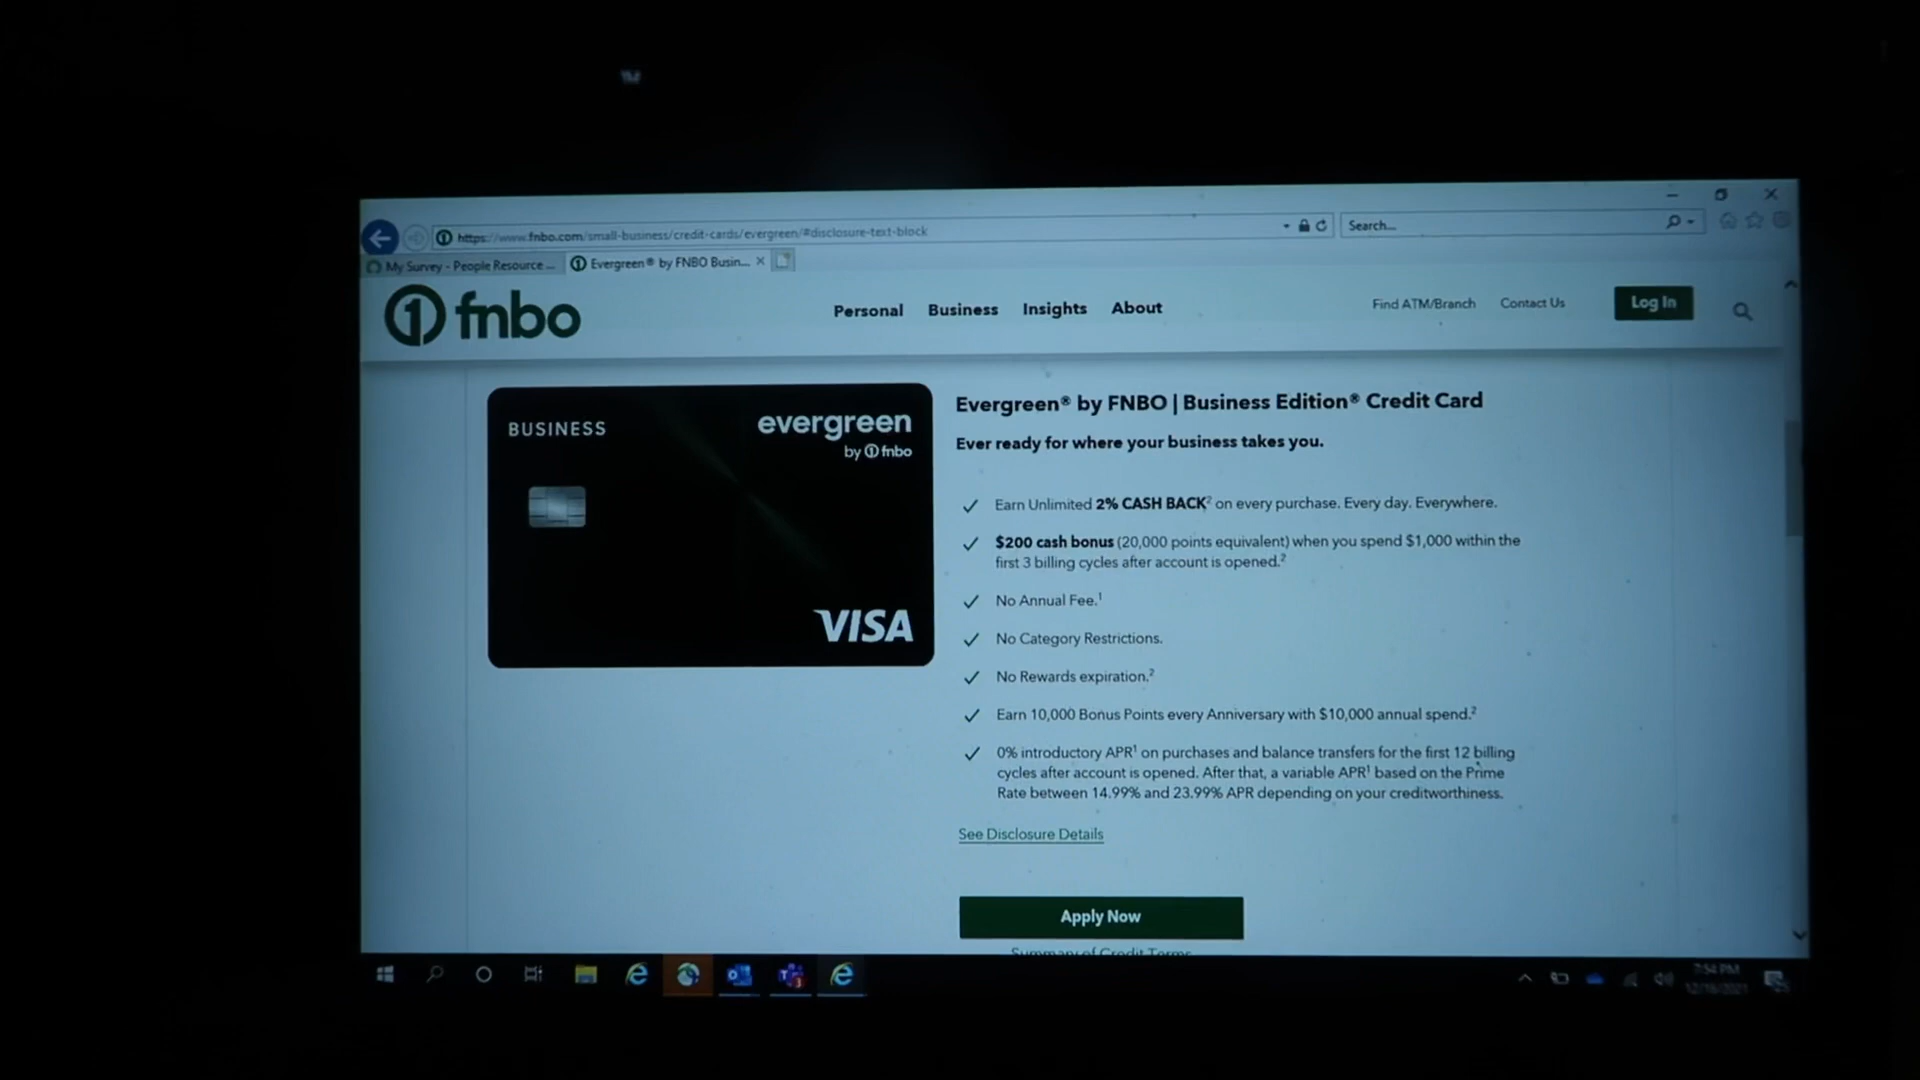 https://www.fnbo.com/small-business/credit-cards/evergreen/#disclosure-text-block
Search...
My Survey - People Resource ...
Evergreen® by FNBO Busin...
fnbo
Personal
Business
Insights
About
Find ATM/Branch
Contact Us
Log In
BUSINESS
evergreen
by fnbo
VISA
Evergreen® by FNBO | Business Edition® Credit Card
Ever ready for where your business takes you.
Earn Unlimited 2% CASH BACK² on every purchase. Every day. Everywhere.
$200 cash bonus (20,000 points equivalent) when you spend $1,000 within the
first 3 billing cycles after account is opened.²
No Annual Fee.¹
No Category Restrictions.
No Rewards expiration.²
Earn 10,000 Bonus Points every Anniversary with $10,000 annual spend.²
0% introductory APR¹ on purchases and balance transfers for the first 12 billing
cycles after account is opened. After that, a variable APR¹ based on the Prime
Rate between 14.99% and 23.99% APR depending on your creditworthiness.
See Disclosure Details
Apply Now
Summary of Credit Terms
7:54 PM